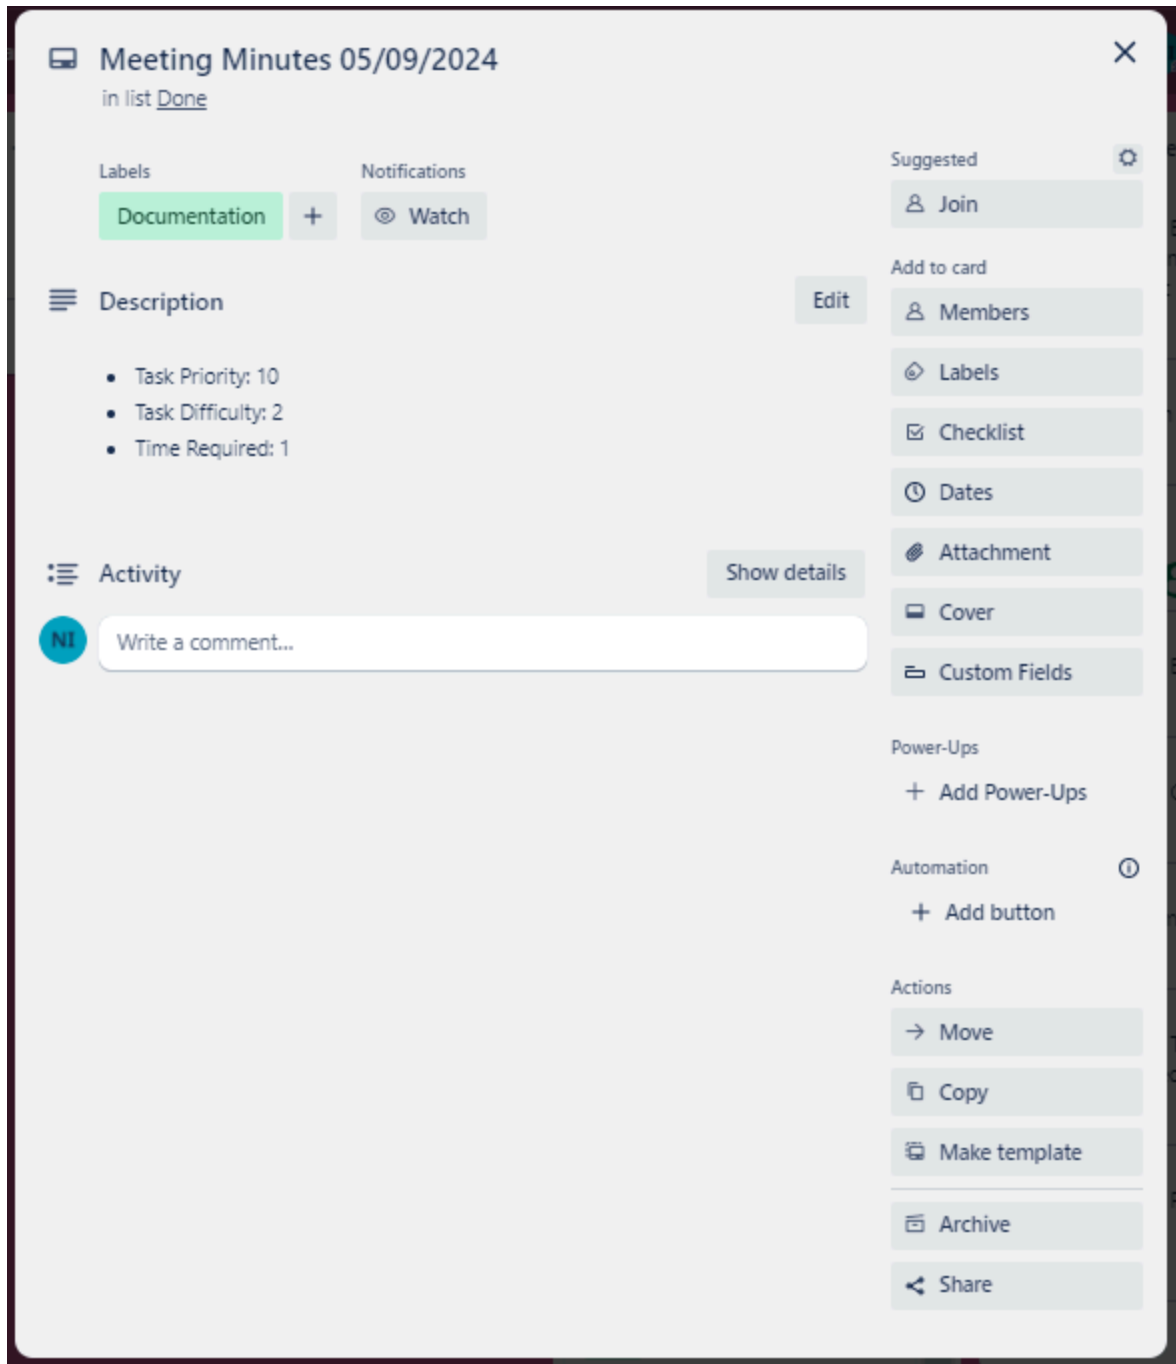 Meeting Minutes 05/09/2024
in list Done
Labels
Notifications
Documentation
Watch
Description
Edit
Task Priority: 10
Task Difficulty: 2
Time Required: 1
Activity
Show details
NI
Write a comment...
Suggested
Join
Add to card
Members
Labels
Checklist
Dates
Attachment
Cover
Custom Fields
Power-Ups
+ Add Power-Ups
Automation
+ Add button
Actions
Move
Copy
Make template
Archive
Share